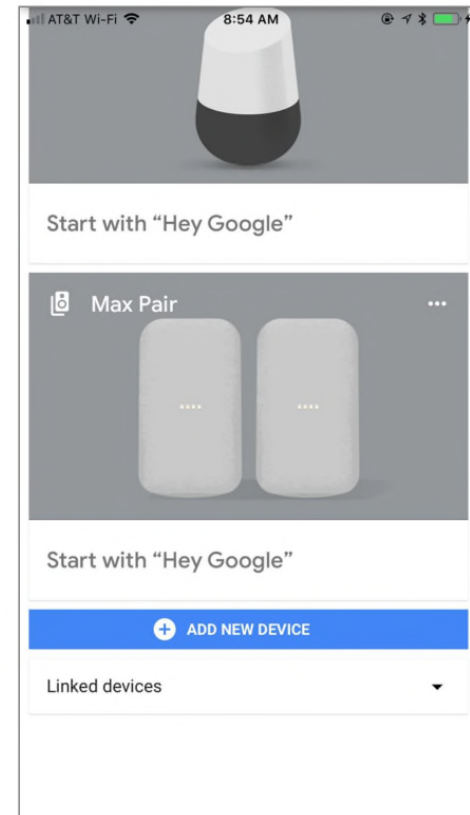 AT&T Wi-Fi 8:54 AM
Start with “Hey Google”
Max Pair
Start with “Hey Google”
ADD NEW DEVICE
Linked devices